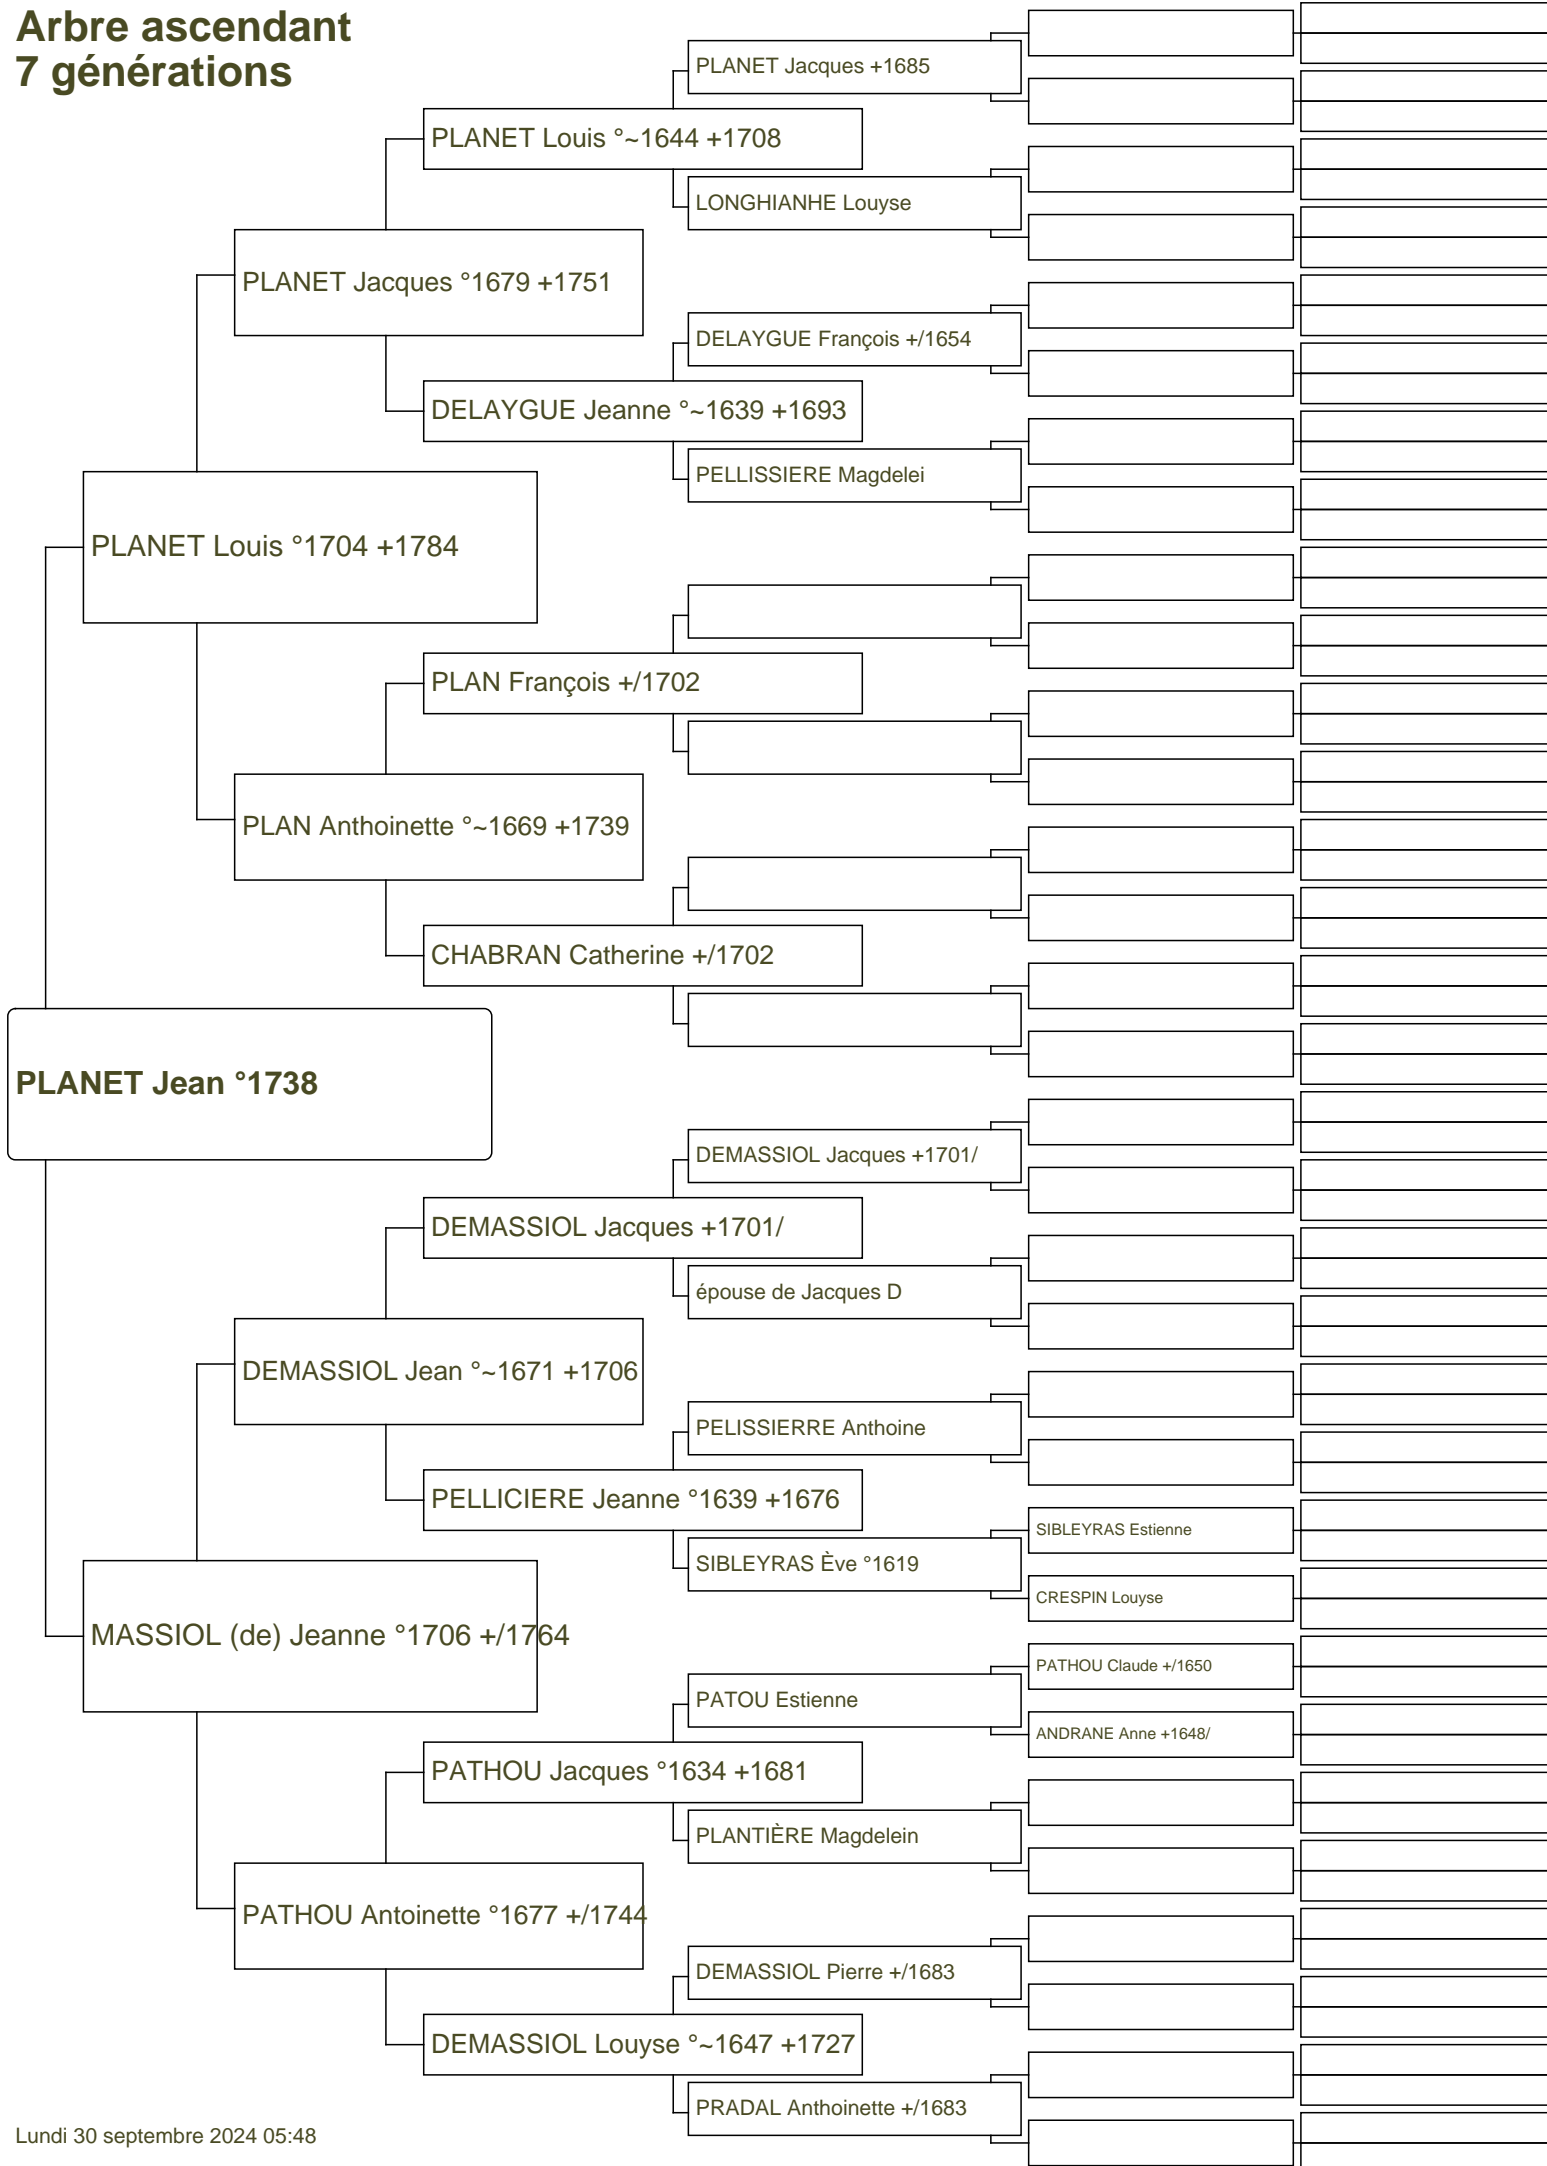 Arbre ascendant
7 générations
PLANET Jacques +1685
PLANET Louis °~1644 +1708
LONGHIANHE Louyse
PLANET Jacques °1679 +1751
DELAYGUE François +/1654
DELAYGUE Jeanne °~1639 +1693
PELLISSIERE Magdelei
PLANET Louis °1704 +1784
PLAN François +/1702
PLAN Anthoinette °~1669 +1739
CHABRAN Catherine +/1702
PLANET Jean °1738
DEMASSIOL Jacques +1701/
DEMASSIOL Jacques +1701/
épouse de Jacques D
DEMASSIOL Jean °~1671 +1706
PELISSIERRE Anthoine
PELLICIERE Jeanne °1639 +1676
SIBLEYRAS Estienne
SIBLEYRAS Ève °1619
CRESPIN Louyse
MASSIOL (de) Jeanne °1706 +/1764
PATHOU Claude +/1650
PATOU Estienne
ANDRANE Anne +1648/
PATHOU Jacques °1634 +1681
PLANTIÈRE Magdelein
PATHOU Antoinette °1677 +/1744
DEMASSIOL Pierre +/1683
DEMASSIOL Louyse °~1647 +1727
PRADAL Anthoinette +/1683
Lundi 30 septembre 2024 05:48